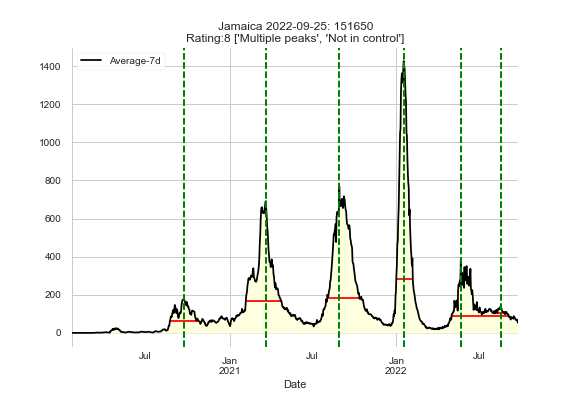 Jamaica 2022-09-25: 151650
Rating:8 ['Multiple peaks', 'Not in control']
Average-7d
1400
1200
1000
800
600
400
200
0
Jul
Jan
2021
Jul
Jan
2022
Jul
Date